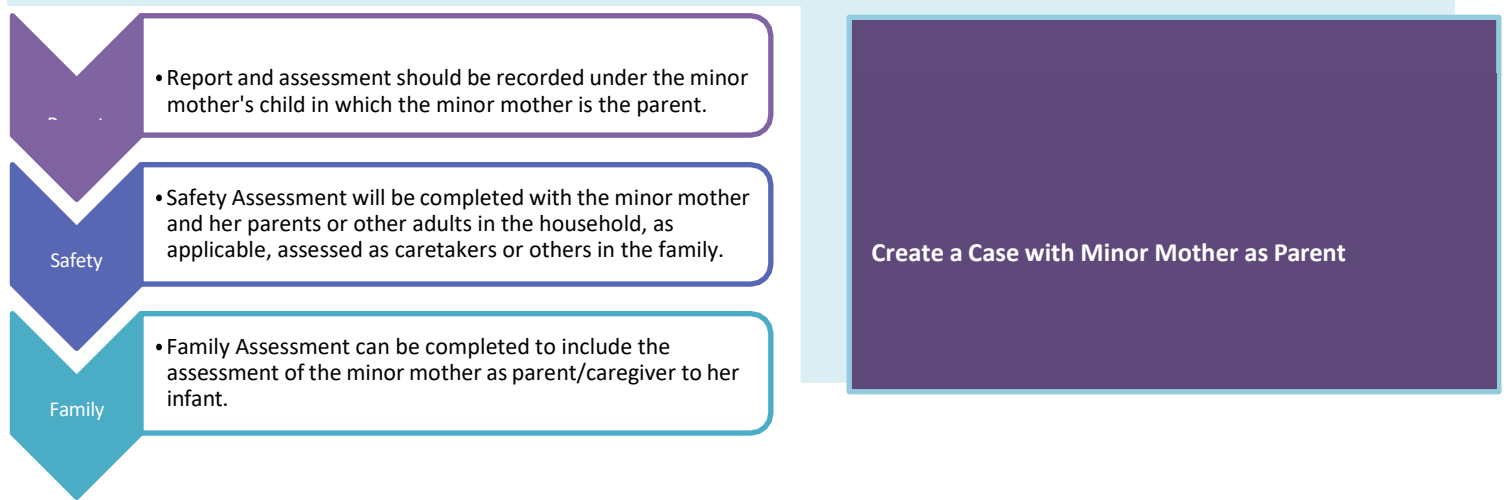 • Report and assessment should be recorded under the minor
mother's child in which the minor mother is the parent.
Safety
• Safety Assessment will be completed with the minor mother
and her parents or other adults in the household, as
applicable, assessed as caretakers or others in the family.
Family
• Family Assessment can be completed to include the
assessment of the minor mother as parent/caregiver to her
infant.
Create a Case with Minor Mother as Parent